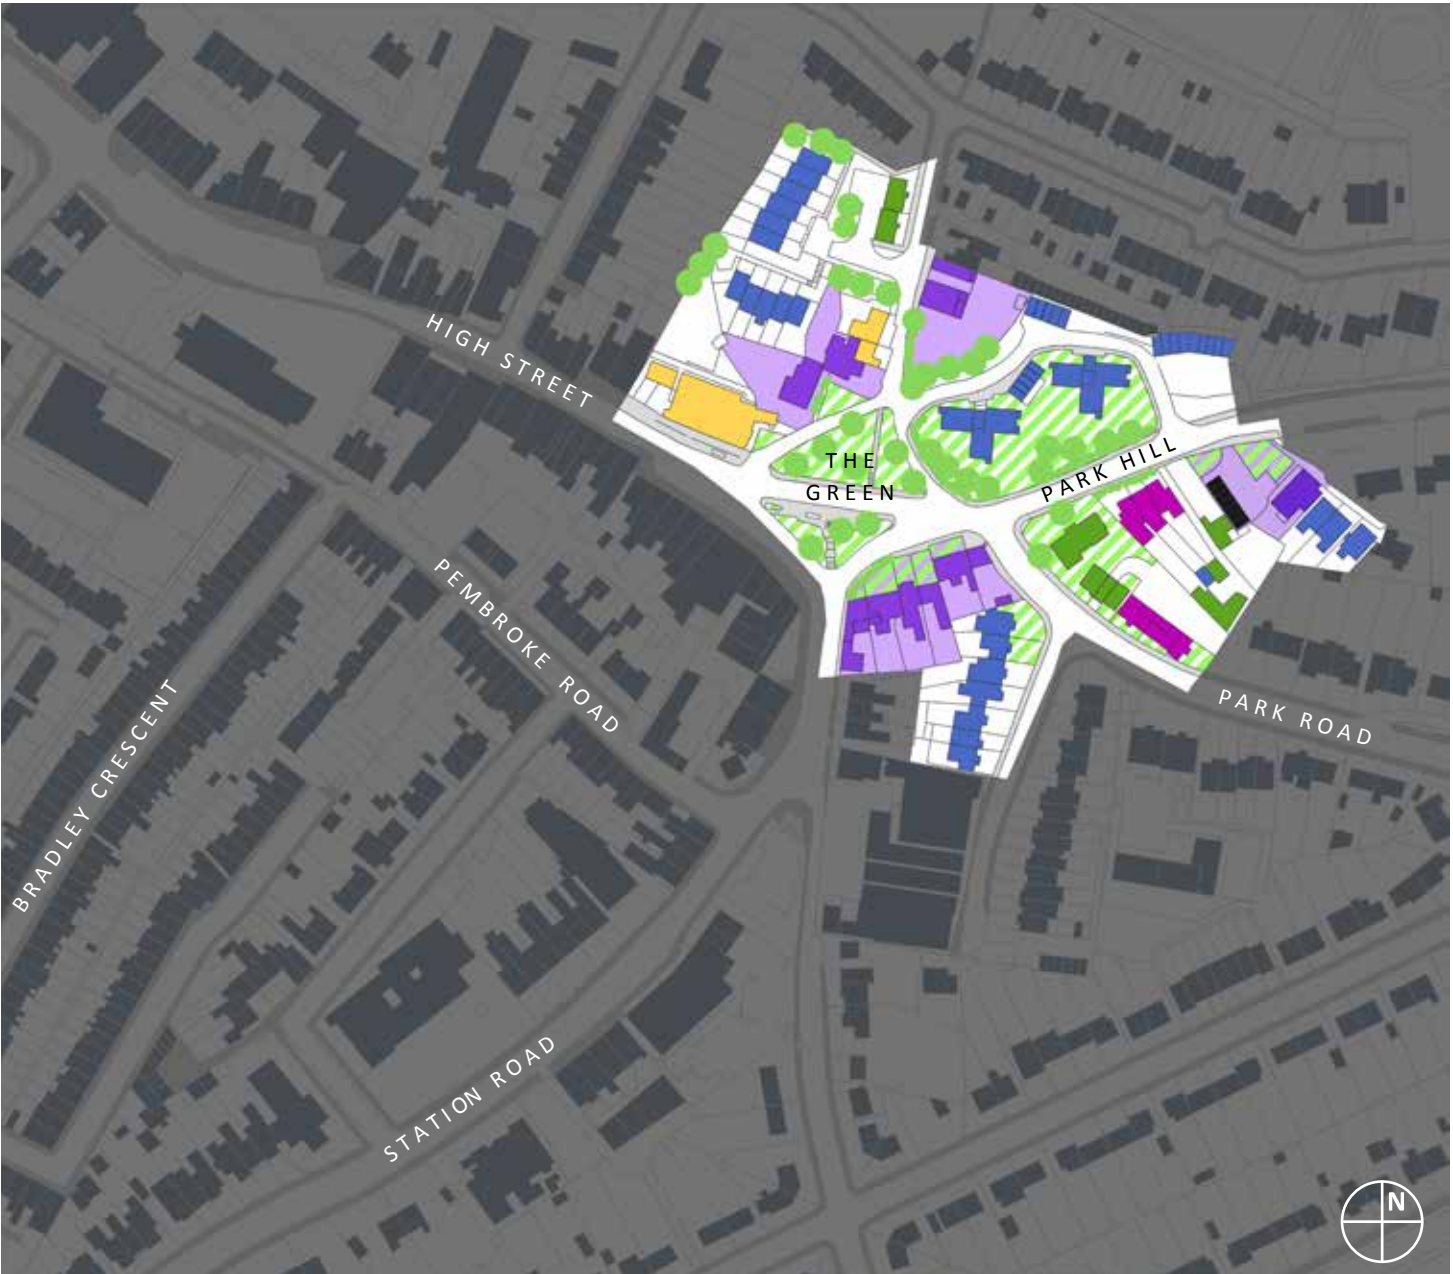 HIGH STREET
THE
GREEN
PARK HILL
PEMBROKE ROAD
BRADLEY CRESCENT
PARK ROAD
STATION ROAD
N